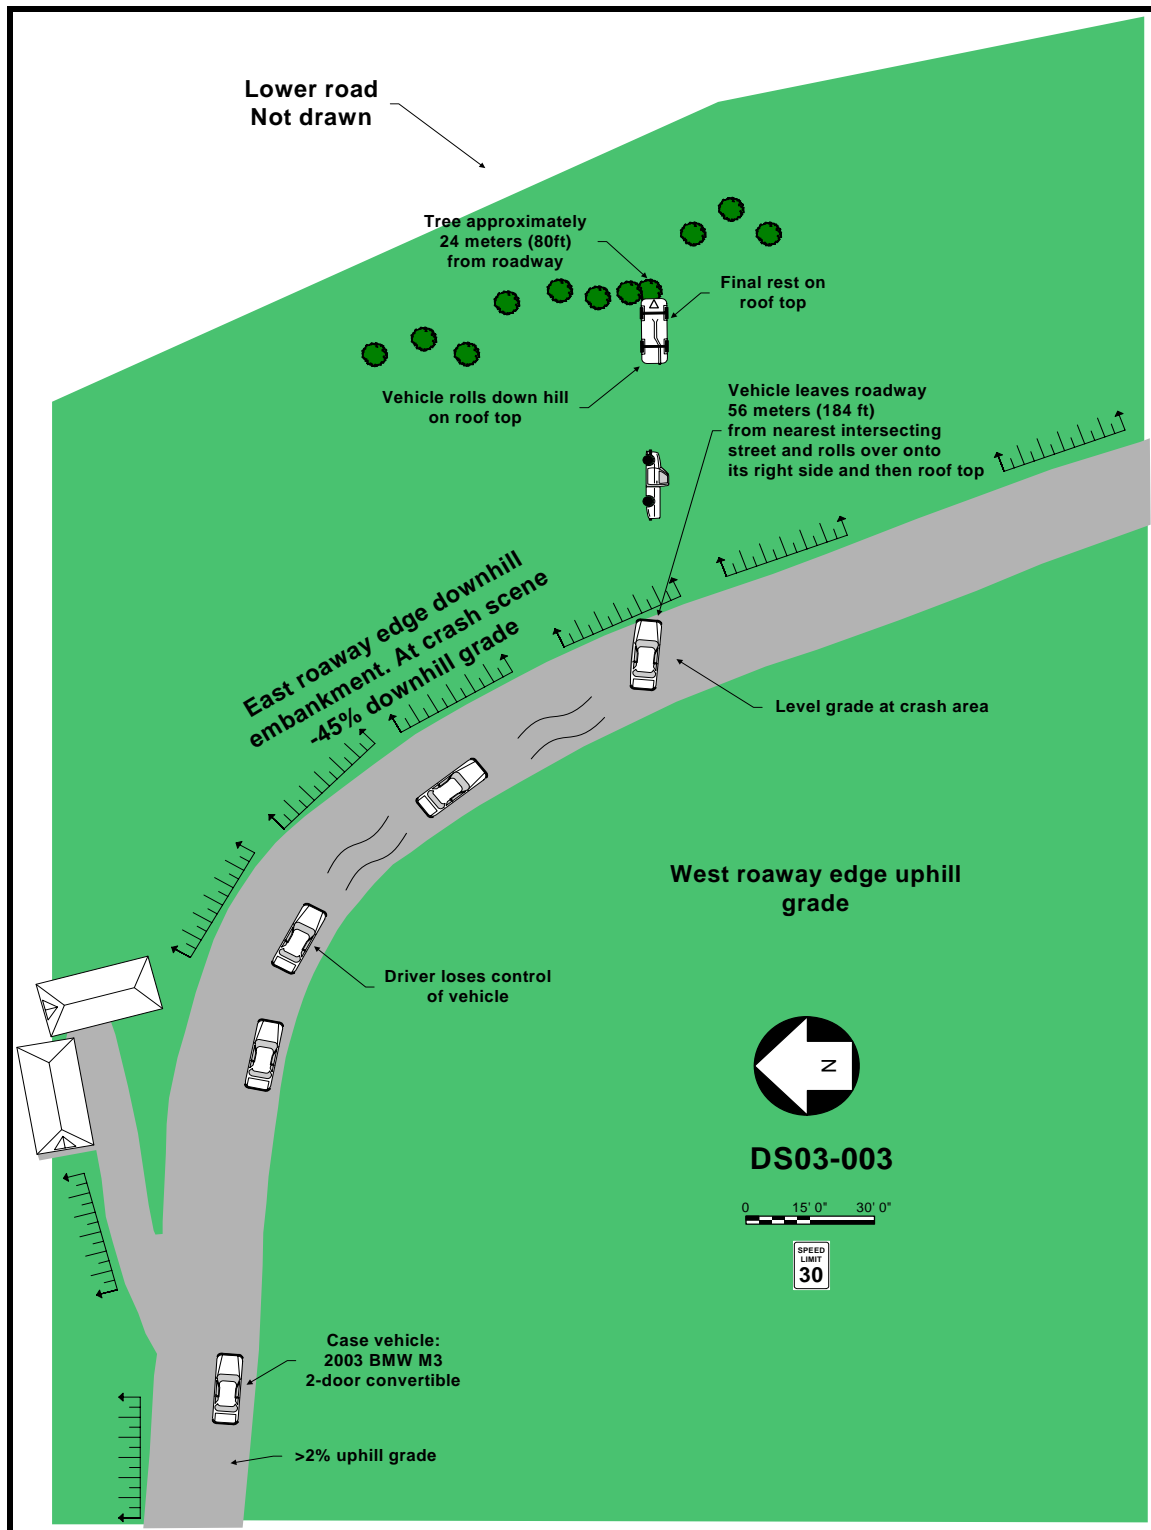 Lower road
Not drawn
Tree approximately
24 meters (80ft)
from roadway
Final rest on
roof top
Vehicle rolls down hill
on roof top
Vehicle leaves roadway
56 meters (184 ft)
from nearest intersecting
street and rolls over onto
its right side and then roof top
East roaway edge downhill
embankment. At crash scene
-45% downhill grade
Level grade at crash area
West roaway edge uphill
grade
Driver loses control
of vehicle
N
DS03-003
0 15' 0" 30' 0"
SPEED
LIMIT
30
Case vehicle:
2003 BMW M3
2-door convertible
>2% uphill grade